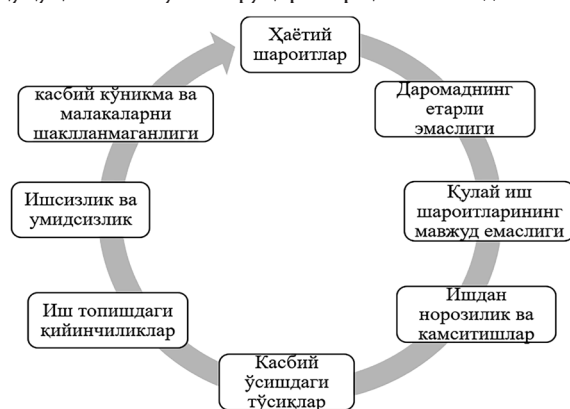 Ҳаётий
шароитлар
Даромаднинг
етарли
эмаслиги
Қулай иш
шароитларининг
мавжуд емаслиги
Ишдан
норозилик ва
камситишлар
Касбий
ўсишдаги
тўсиқлар
Иш топишдаги
қийинчиликлар
Ишсизлик ва
умидсизлик
касбий кўникма ва
малакаларни
шаклланмаганлиги